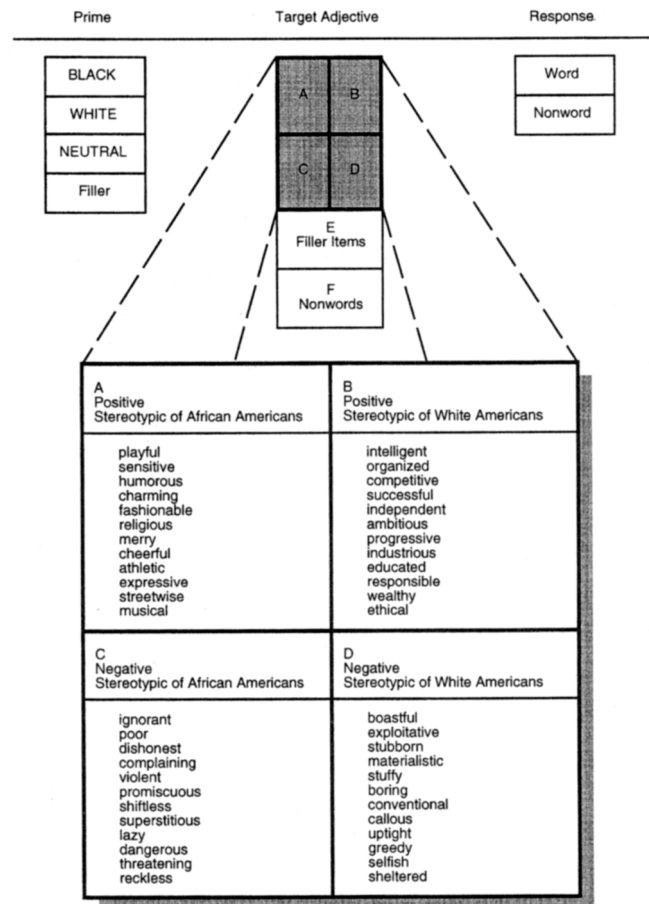 Prime Target Adjective Response
BLACK
WHITE
NEUTRAL
Filler
A B
C D
E
Filler Items
F
Nonwords
Word
Nonword
A
Positive
Stereotypic of African Americans
playful
sensitive
humorous
charming
fashionable
religious
merry
cheerful
athletic
expressive
streetwise
musical
B
Positive
Stereotypic of White Americans
intelligent
organized
competitive
successful
independent
ambitious
progressive
industrious
educated
responsible
wealthy
ethical
C
Negative
Stereotypic of African Americans
ignorant
poor
dishonest
complaining
violent
promiscuous
shiftless
superstitious
lazy
dangerous
threatening
reckless
D
Negative
Stereotypic of White Americans
boastful
exploitative
stubborn
materialistic
stuffy
boring
conventional
callous
uptight
greedy
selfish
sheltered